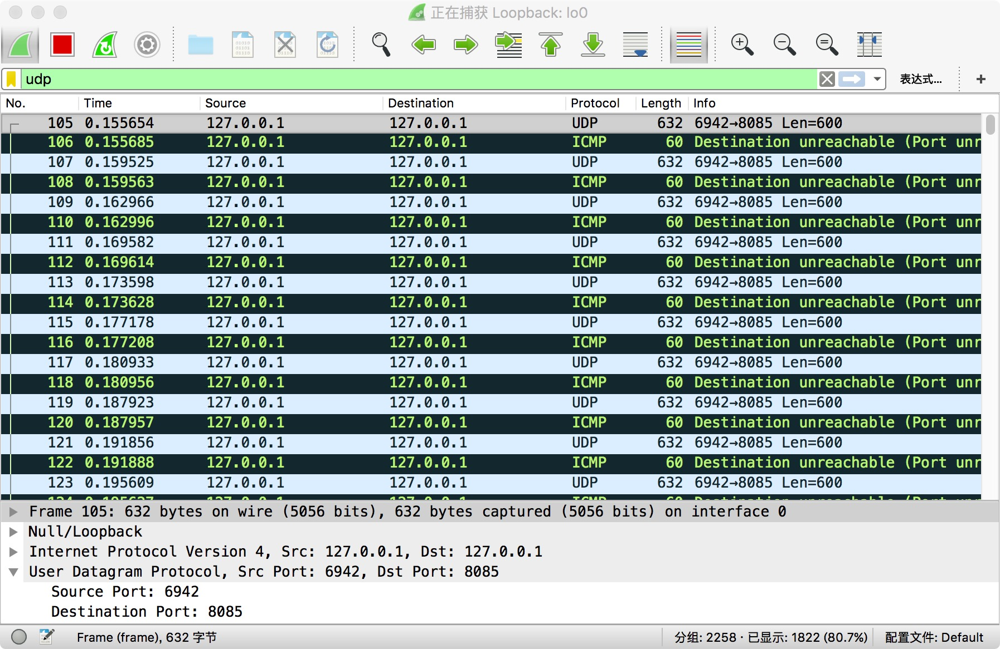 正在捕获 Loopback: lo0
udp
表达式...
+
No. Time Source Destination Protocol Length Info
105 0.155654 127.0.0.1 127.0.0.1 UDP 632 6942→8085 Len=600
106 0.155685 127.0.0.1 127.0.0.1 ICMP 60 Destination unreachable (Port unr
107 0.159525 127.0.0.1 127.0.0.1 UDP 632 6942→8085 Len=600
108 0.159563 127.0.0.1 127.0.0.1 ICMP 60 Destination unreachable (Port unr
109 0.162966 127.0.0.1 127.0.0.1 UDP 632 6942→8085 Len=600
110 0.162996 127.0.0.1 127.0.0.1 ICMP 60 Destination unreachable (Port unr
111 0.169582 127.0.0.1 127.0.0.1 UDP 632 6942→8085 Len=600
112 0.169614 127.0.0.1 127.0.0.1 ICMP 60 Destination unreachable (Port unr
113 0.173598 127.0.0.1 127.0.0.1 UDP 632 6942→8085 Len=600
114 0.173628 127.0.0.1 127.0.0.1 ICMP 60 Destination unreachable (Port unr
115 0.177178 127.0.0.1 127.0.0.1 UDP 632 6942→8085 Len=600
116 0.177208 127.0.0.1 127.0.0.1 ICMP 60 Destination unreachable (Port unr
117 0.180933 127.0.0.1 127.0.0.1 UDP 632 6942→8085 Len=600
118 0.180956 127.0.0.1 127.0.0.1 ICMP 60 Destination unreachable (Port unr
119 0.187923 127.0.0.1 127.0.0.1 UDP 632 6942→8085 Len=600
120 0.187957 127.0.0.1 127.0.0.1 ICMP 60 Destination unreachable (Port unr
121 0.191856 127.0.0.1 127.0.0.1 UDP 632 6942→8085 Len=600
122 0.191888 127.0.0.1 127.0.0.1 ICMP 60 Destination unreachable (Port unr
123 0.195609 127.0.0.1 127.0.0.1 UDP 632 6942→8085 Len=600
Frame 105: 632 bytes on wire (5056 bits), 632 bytes captured (5056 bits) on interface 0
Null/Loopback
Internet Protocol Version 4, Src: 127.0.0.1, Dst: 127.0.0.1
User Datagram Protocol, Src Port: 6942, Dst Port: 8085
Source Port: 6942
Destination Port: 8085
Frame (frame), 632 字节
分组: 2258 · 已显示: 1822 (80.7%)
配置文件: Default